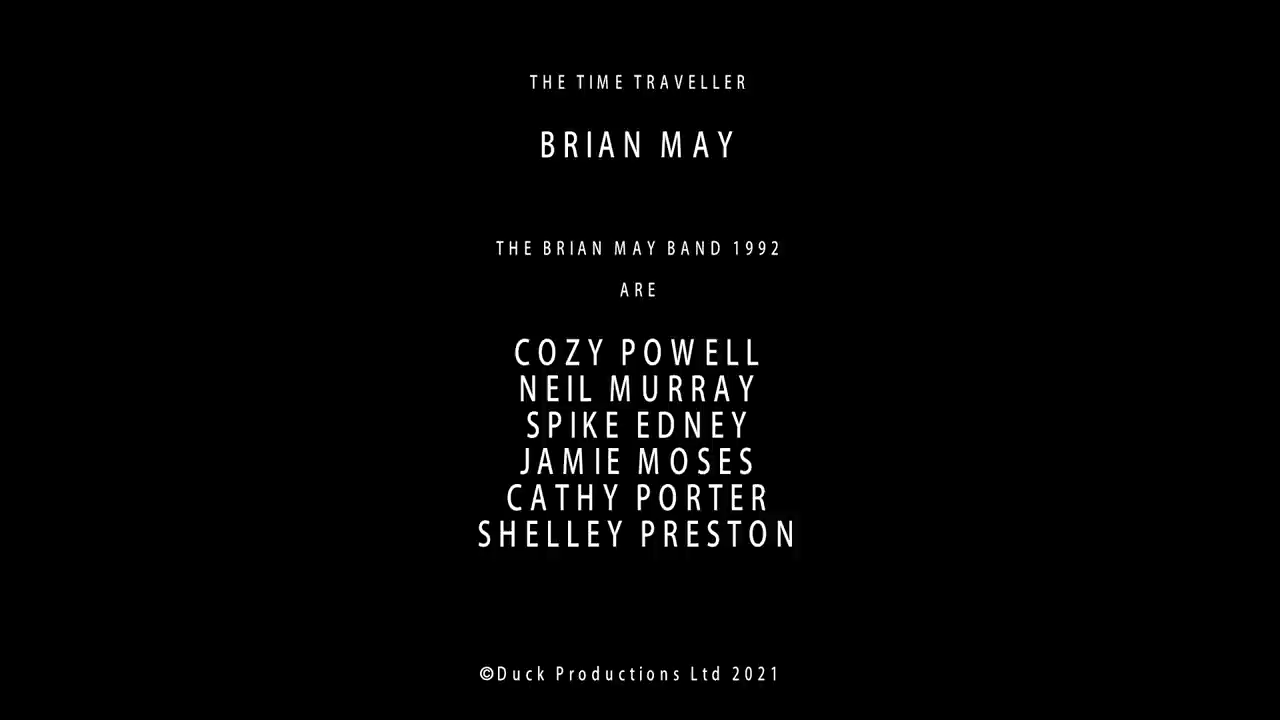 THE TIME TRAVELLER
BRIAN MAY
THE BRIAN MAY BAND 1992
ARE
COZY POWELL
NEIL MURRAY
SPIKE EDNEY
JAMIE MOSES
CATHY PORTER
SHELLEY PRESTON
©Duck Productions Ltd 2021